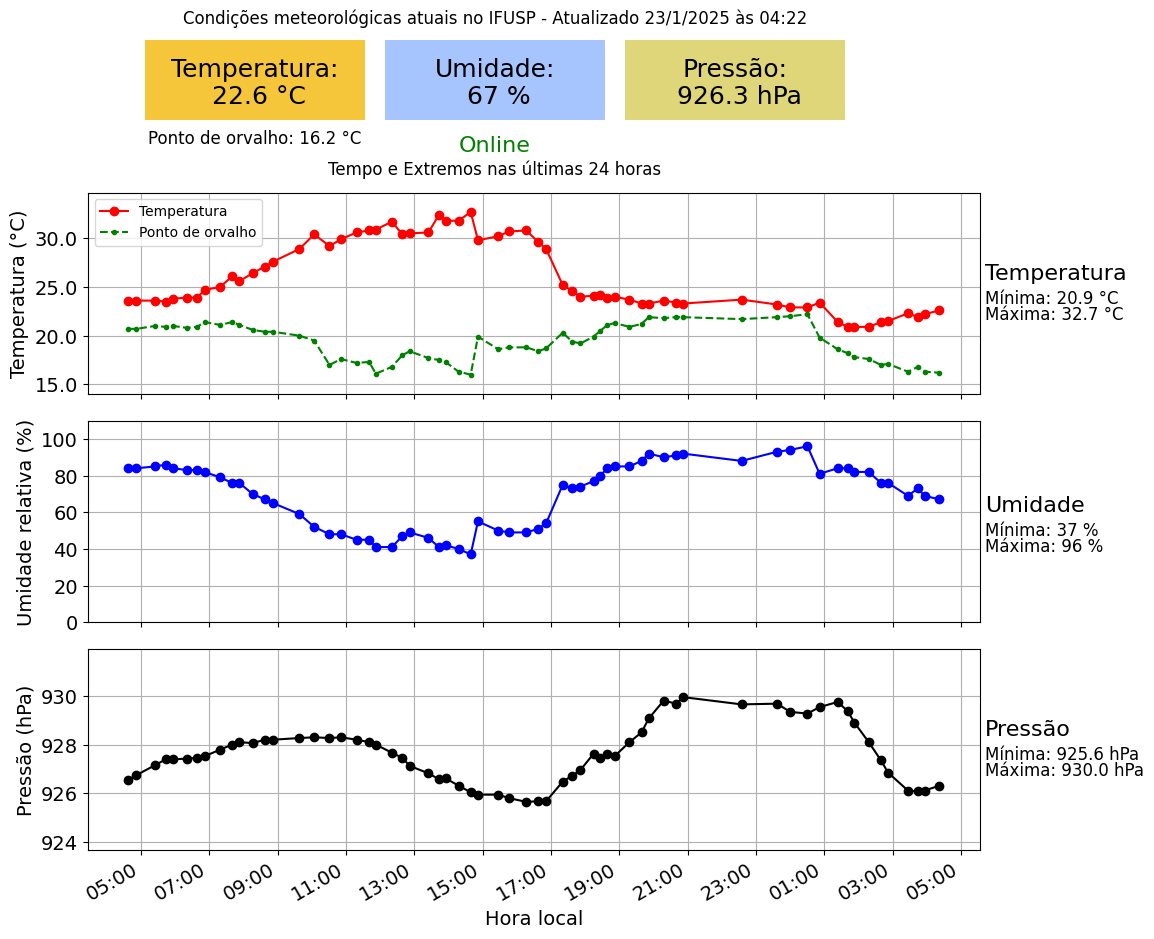 Condições meteorológicas atuais no IFUSP - Atualizado 23/1/2025 às 04:22
Temperatura:
22.6 °C
Umidade:
67 %
Pressão:
926.3 hPa
Ponto de orvalho: 16.2 °C
Online
Tempo e Extremos nas últimas 24 horas
Temperatura (°C)
30.0
25.0
20.0
15.0
Temperatura
Ponto de orvalho
Temperatura
Mínima: 20.9 °C
Máxima: 32.7 °C
Umidade relativa (%)
100
80
60
40
20
0
Umidade
Mínima: 37 %
Máxima: 96 %
Pressão (hPa)
930
928
926
924
Pressão
Mínima: 925.6 hPa
Máxima: 930.0 hPa
05:00 07:00 09:00 11:00 13:00 15:00 17:00 19:00 21:00 23:00 01:00 03:00 05:00
Hora local